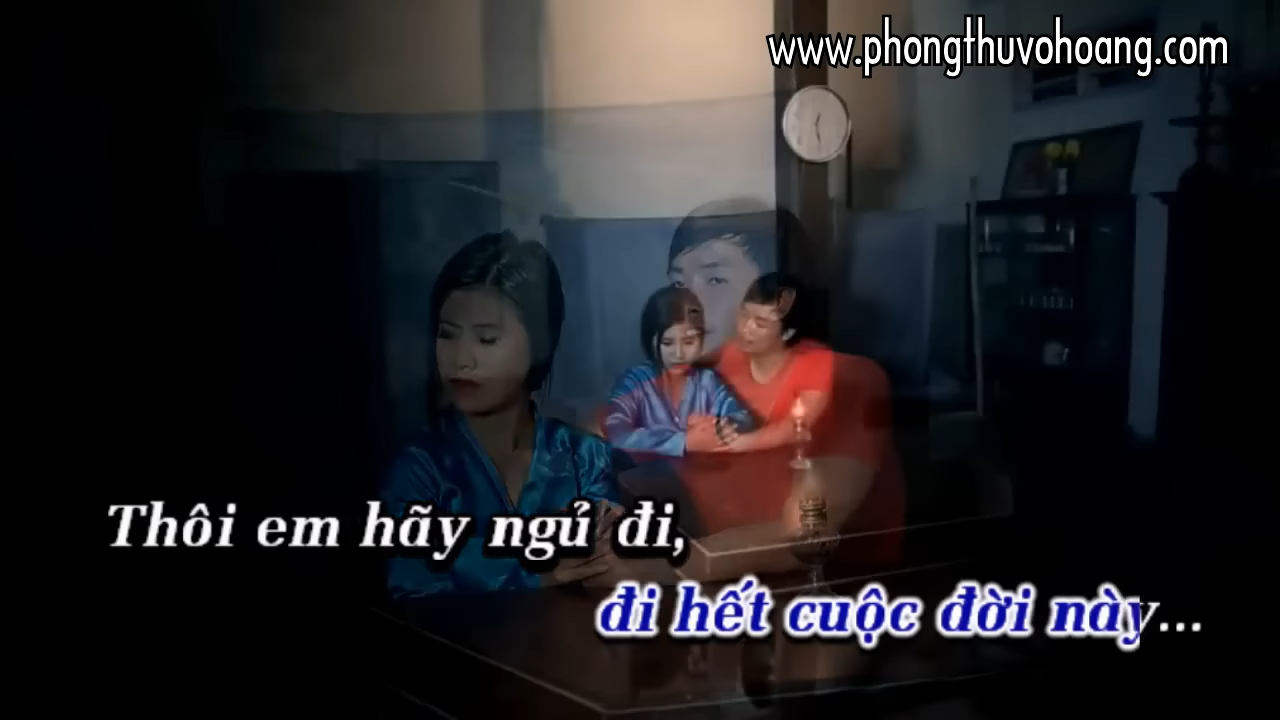 www.phongthuvohoang.com
Thôi em hãy ngủ đi,
đi hết cuộc đời này...